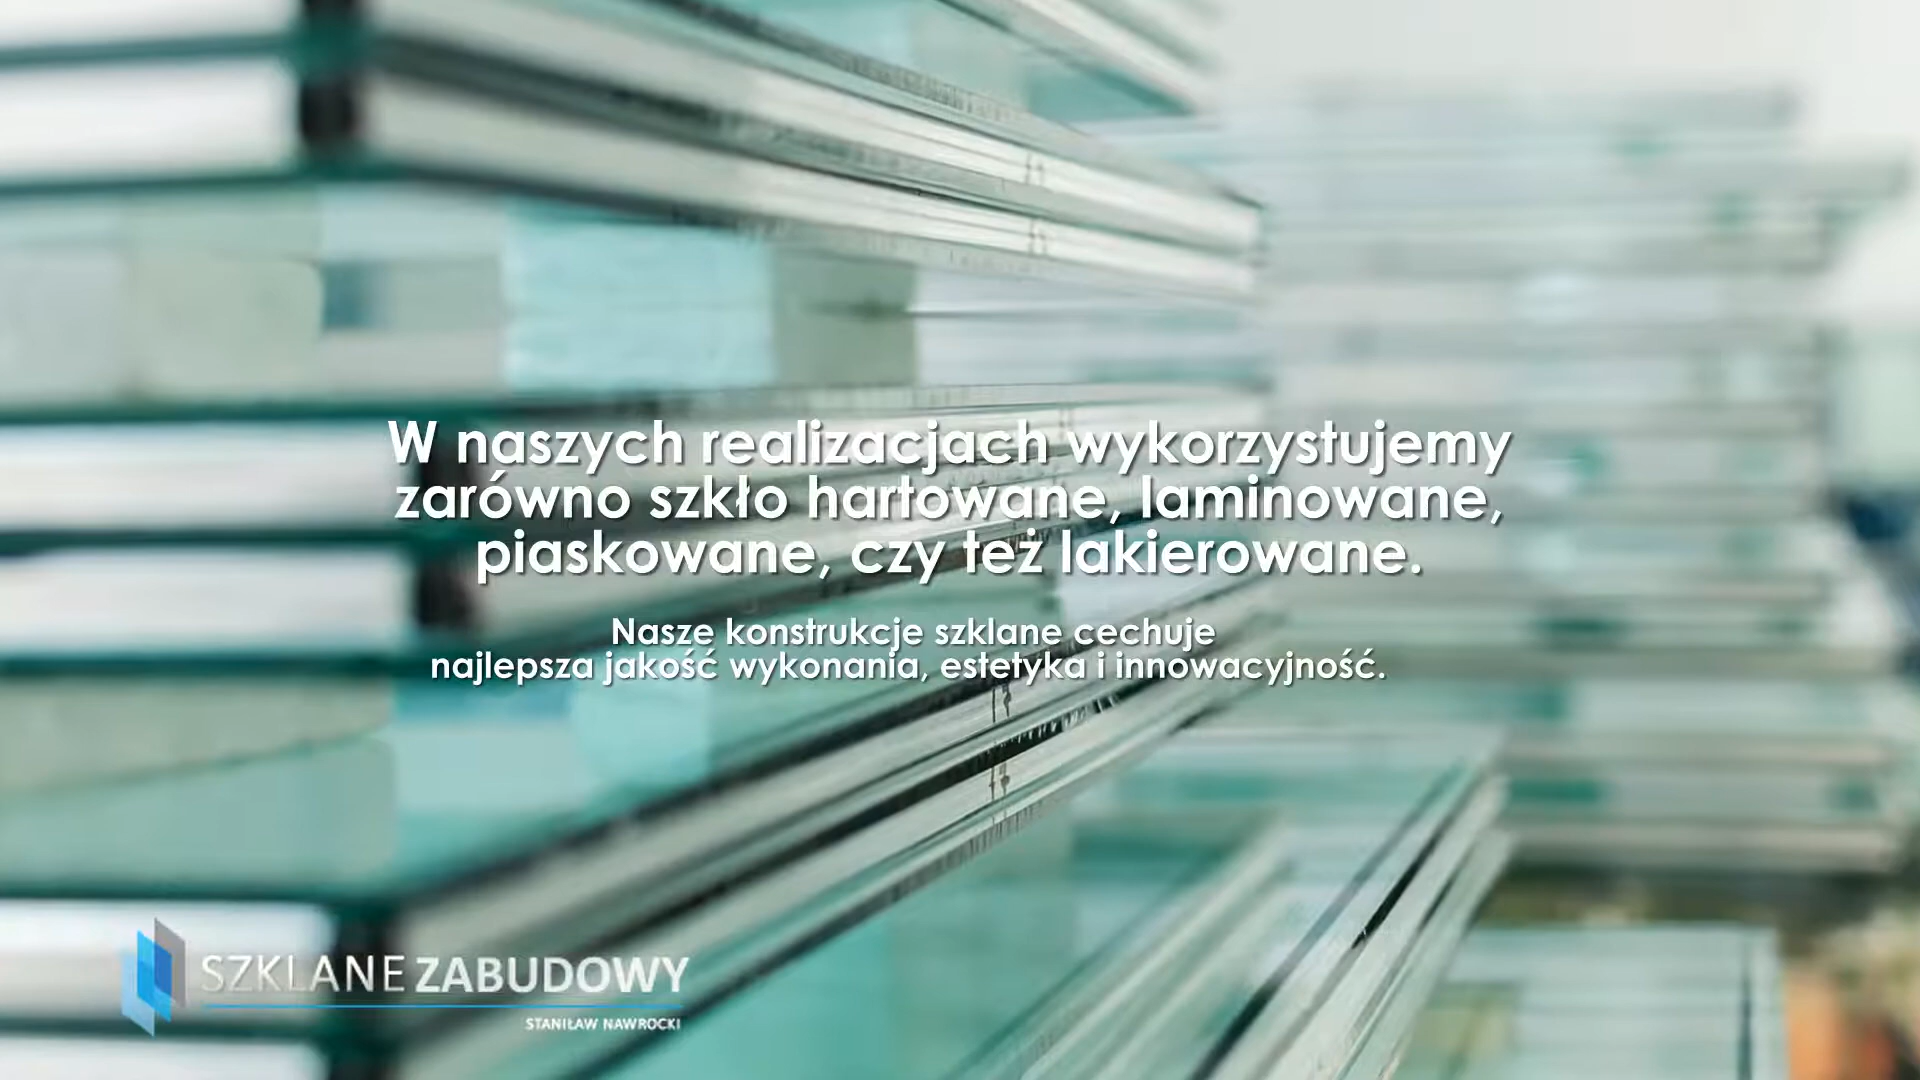 W naszych realizacjach wykorzystujemy
zarówno szkło hartowane, laminowane,
piaskowane, czy też lakierowane.
Nasze konstrukcje szklane cechuje
najlepsza jakość wykonania, estetyka i innowacyjność.
SZKLANE ZABUDOWY
STANISŁAW NAWROCKI